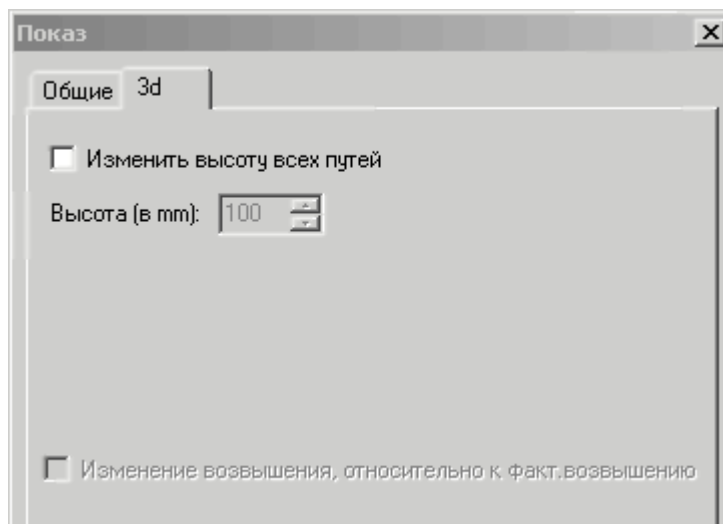 Показ
Общие 3d
Изменить высоту всех путей
Высота (в mm): 100
Изменение возвышения, относительно к факт.возвышению